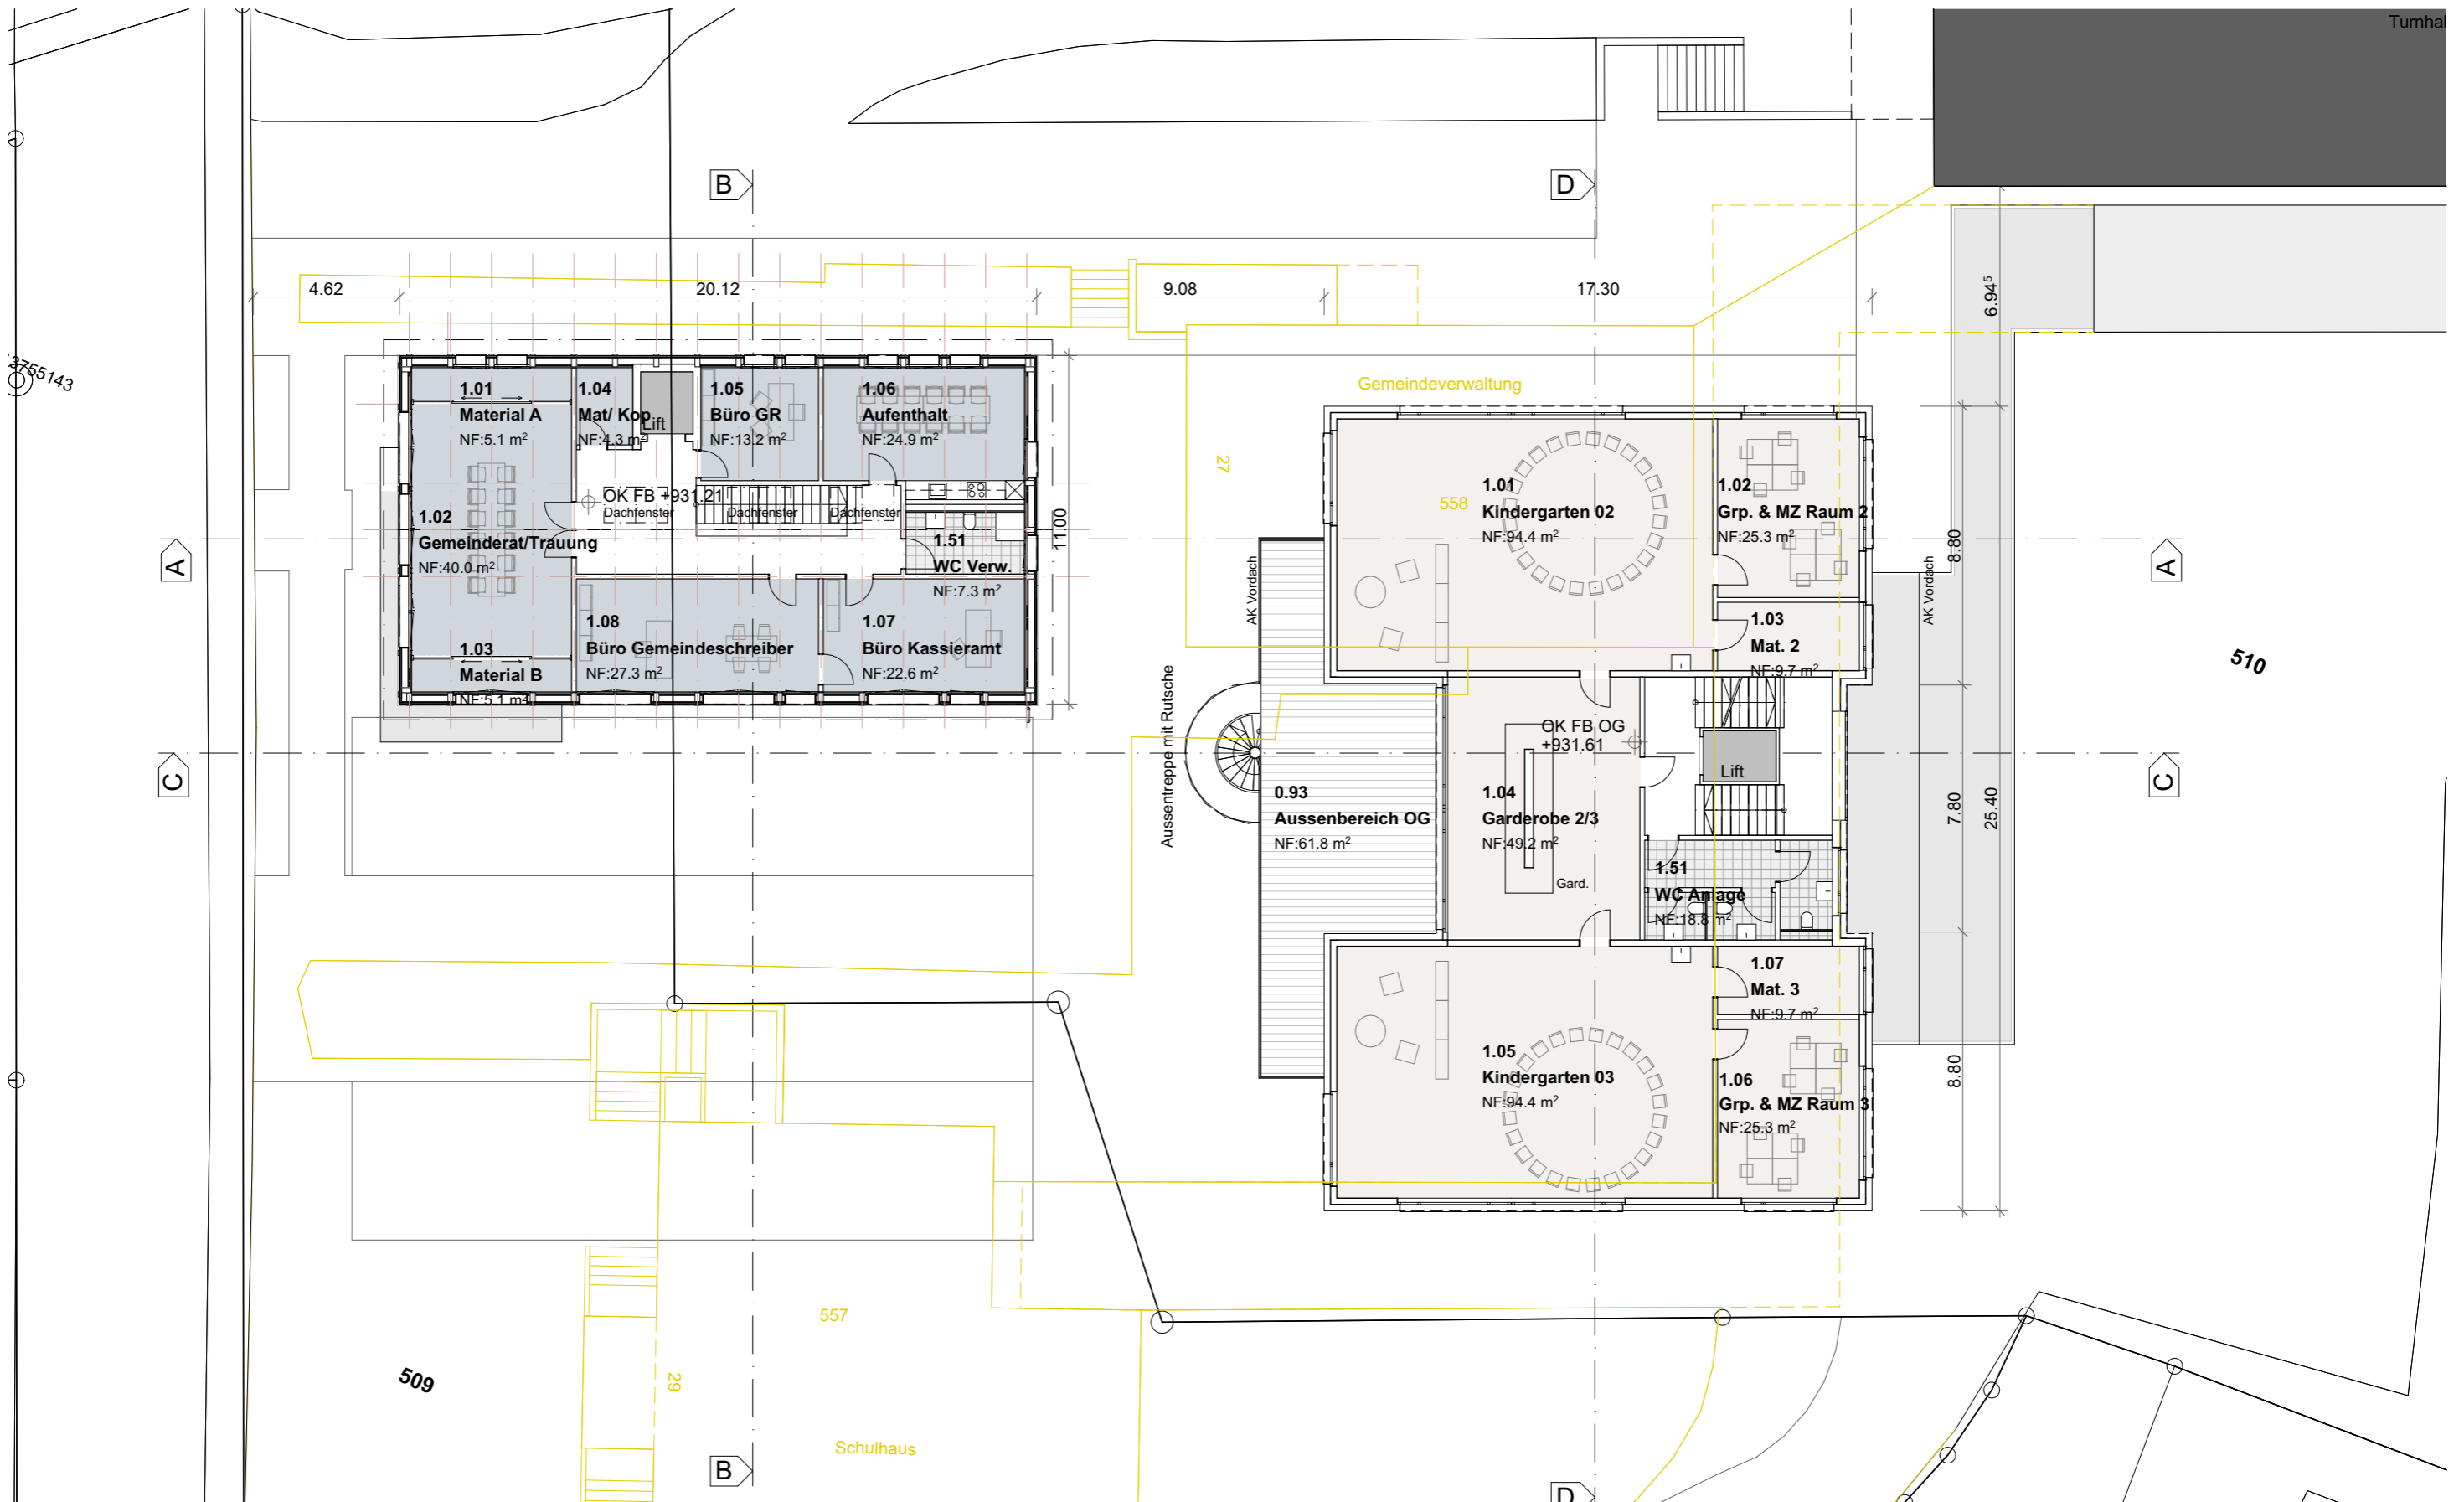 Turnhal
B
D
4.62
20.12
9.08
17.30
6.94⁵
3755143
1.01
Material A
NF:5.1 m²
1.04
Mat/ Kop
NF:4.3 m²
Lift
1.05
Büro GR
NF:13.2 m²
1.06
Aufenthalt
NF:24.9 m²
Gemeindeverwaltung
27
558
OK FB +931.21
Dachfenster
Dachfenster
Dachfenster
1.02
Gemeinderat/Trauung
NF:40.0 m²
1.51
WC Verw.
NF:7.3 m²
11.00
1.01
Kindergarten 02
NF:94.4 m²
1.02
Grp. & MZ Raum 2
NF:25.3 m²
8.80
A
A
AK Vordach
AK Vordach
1.03
Material B
NF:5.1 m²
1.08
Büro Gemeindeschreiber
NF:27.3 m²
1.07
Büro Kassieramt
NF:22.6 m²
1.03
Mat. 2
NF:9.7 m²
510
Aussentreppe mit Rutsche
OK FB OG
+931.61
C
C
Lift
0.93
Aussenbereich OG
NF:61.8 m²
1.04
Garderobe 2/3
NF:49.2 m²
7.80
25.40
Gard.
1.51
WC Anlage
NF:18.8 m²
1.07
Mat. 3
NF:9.7 m²
1.05
Kindergarten 03
NF:94.4 m²
1.06
Grp. & MZ Raum 3
NF:25.3 m²
8.80
557
509
29
Schulhaus
B
D